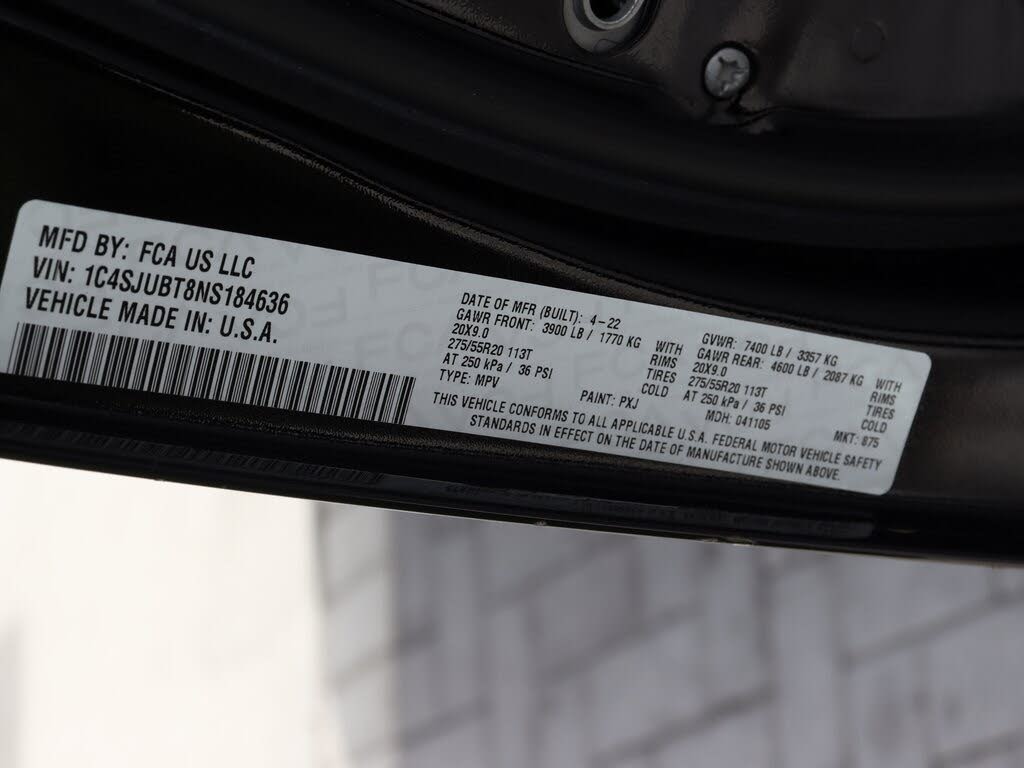 MFD BY: FCA US LLC
VIN: 1C4SJUBT8NS184636
VEHICLE MADE IN: U.S.A.
DATE OF MFR (BUILT): 4-22 GVWR: 7400 LB / 3357 KG
GAWR FRONT: 3900 LB / 1770 KG WITH GAWR REAR: 4600 LB / 2087 KG WITH
20X9.0 RIMS 20X9.0 RIMS
275/55R20 113T TIRES 275/55R20 113T TIRES
AT 250 kPa / 36 PSI COLD AT 250 kPa / 36 PSI COLD
TYPE: MPV PAINT: PXJ MDH: 041105 MKT: 875
THIS VEHICLE CONFORMS TO ALL APPLICABLE U.S.A. FEDERAL MOTOR VEHICLE SAFETY
STANDARDS IN EFFECT ON THE DATE OF MANUFACTURE SHOWN ABOVE.